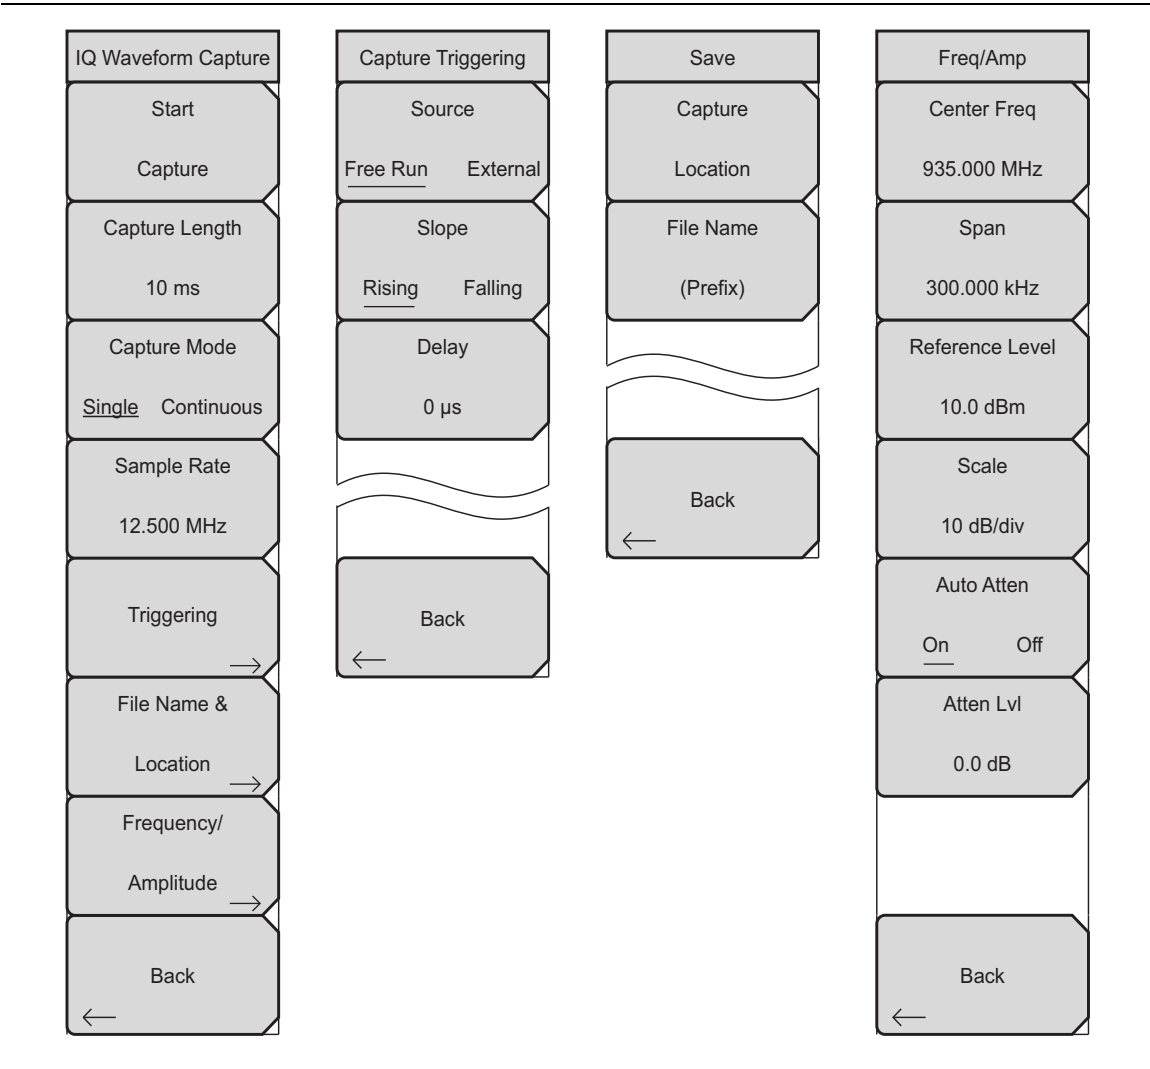 IQ Waveform Capture
Start
Capture
Capture Length
10 ms
Capture Mode
Single Continuous
Sample Rate
12.500 MHz
Triggering
File Name &
Location
Frequency/
Amplitude
Back
Capture Triggering
Source
Free Run External
Slope
Rising Falling
Delay
0 µs
Back
Save
Capture
Location
File Name
(Prefix)
Back
Freq/Amp
Center Freq
935.000 MHz
Span
300.000 kHz
Reference Level
10.0 dBm
Scale
10 dB/div
Auto Atten
On Off
Atten Lvl
0.0 dB
Back